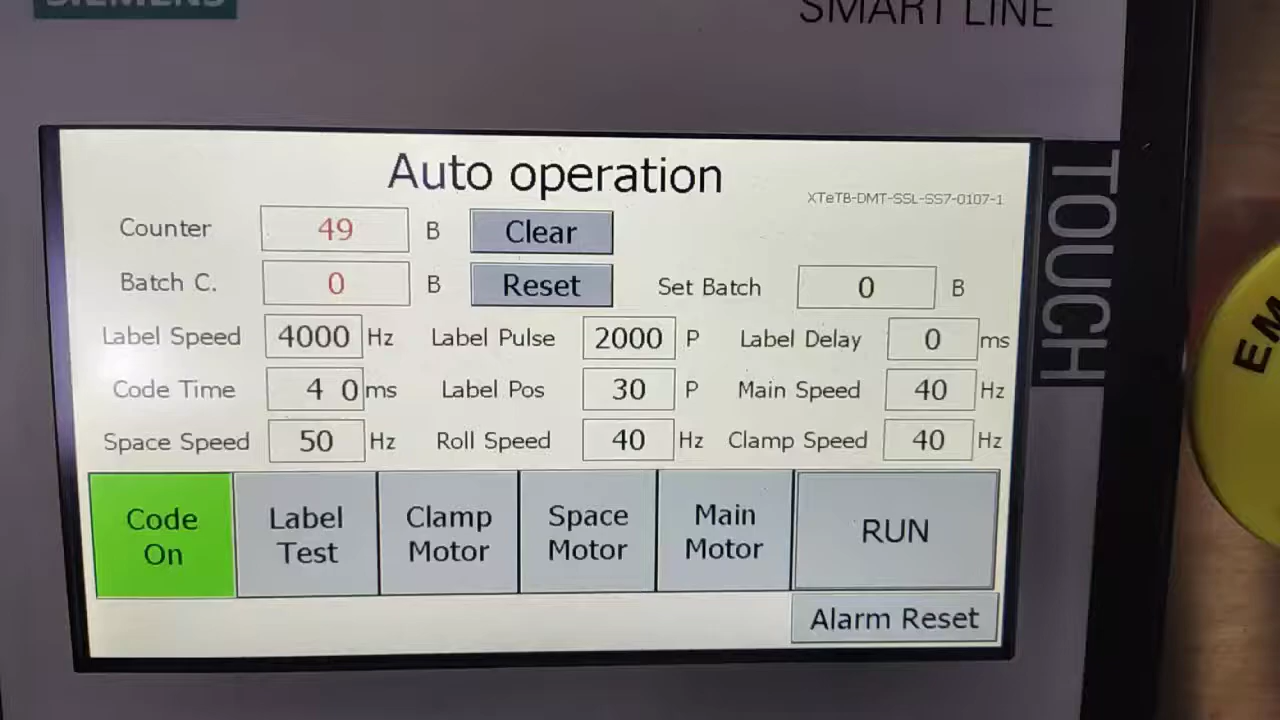 SIEMENS
SMART LINE
TOUCH
Auto operation
XTeTB-DMT-SSL-SS7-0107-1
Counter 49 B Clear
Batch C. 0 B Reset Set Batch 0 B
Label Speed 4000 Hz Label Pulse 2000 P Label Delay 0 ms
Code Time 4 0 ms Label Pos 30 P Main Speed 40 Hz
Space Speed 50 Hz Roll Speed 40 Hz Clamp Speed 40 Hz
Code On
Label Test
Clamp Motor
Space Motor
Main Motor
RUN
Alarm Reset
EM